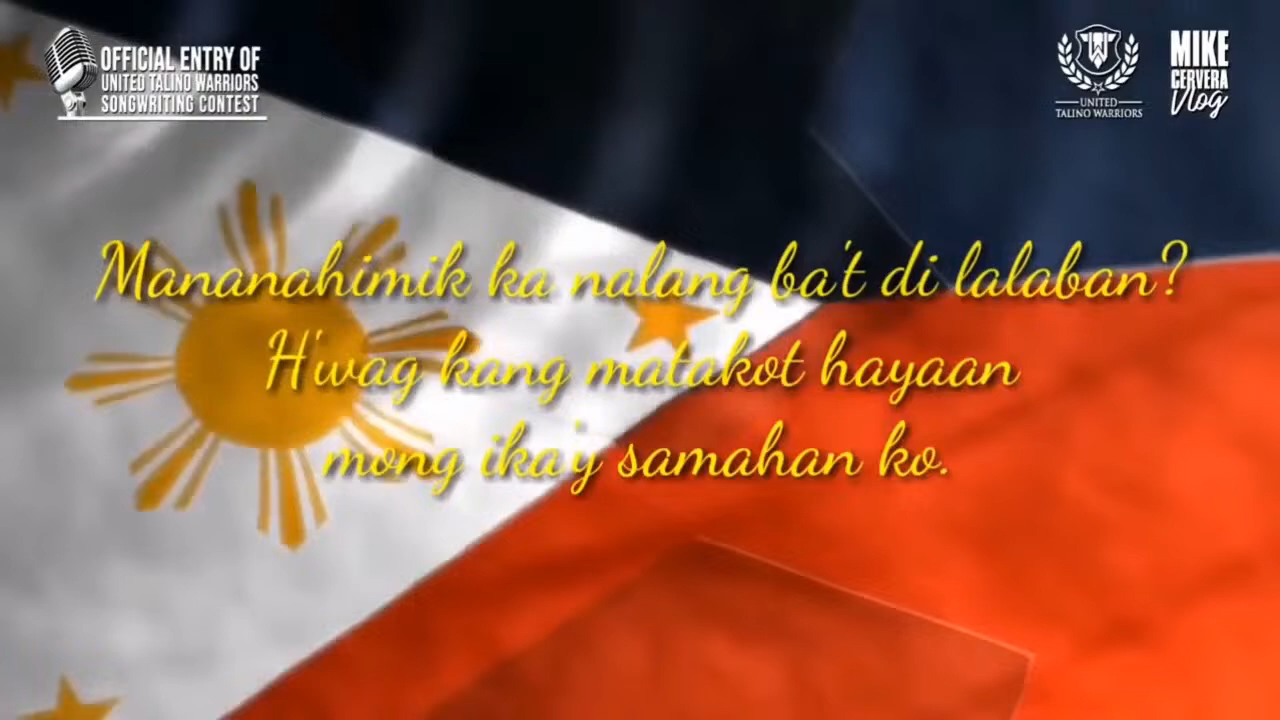 OFFICIAL ENTRY OF
UNITED TALINO WARRIORS
SONGWRITING CONTEST
UNITED
TALINO WARRIORS
MIKE
CERVERA
Vlog
Mananahimik ka nalang ba't di lalaban?
H'wag kang matakot hayaan
mong ika'y samahan ko.